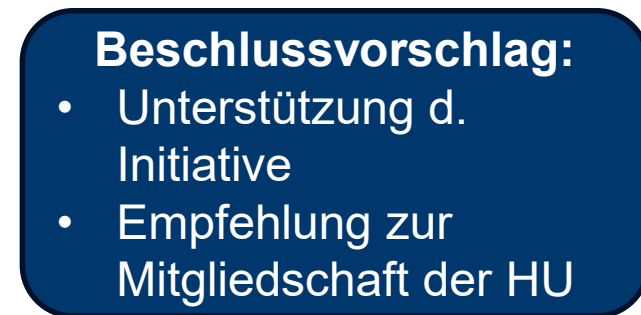 Beschlussvorschlag:
• Unterstützung d.
Initiative
• Empfehlung zur
Mitgliedschaft der HU